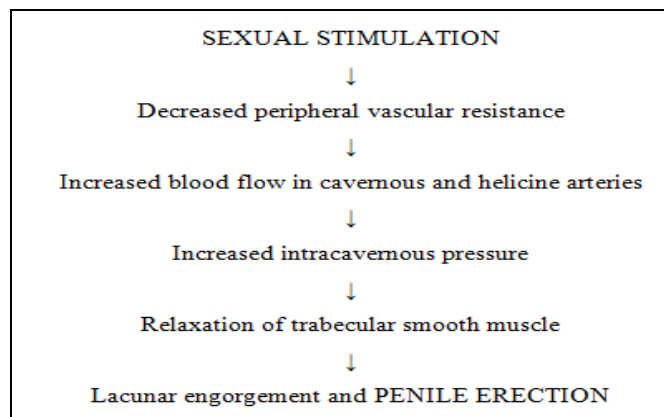 SEXUAL STIMULATION
↓
Decreased peripheral vascular resistance
↓
Increased blood flow in cavernous and helicine arteries
↓
Increased intracavernous pressure
↓
Relaxation of trabecular smooth muscle
↓
Lacunar engorgement and PENILE ERECTION